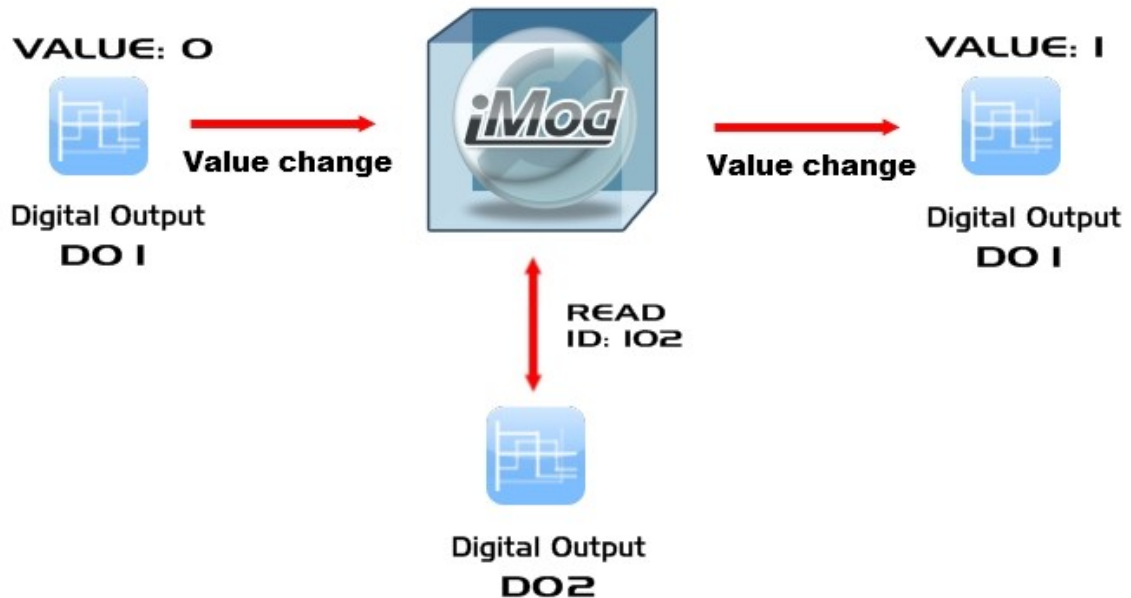 VALUE: 0
Value change
Digital Output
DO 1
iMod
VALUE: 1
Value change
Digital Output
DO 1
READ
ID: 102
Digital Output
DO2